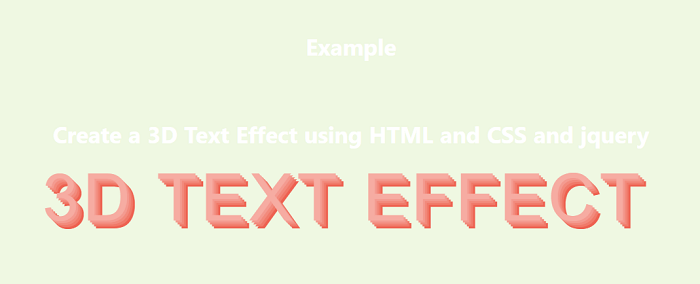 Example
Create a 3D Text Effect using HTML and CSS and jquery
3D TEXT EFFECT